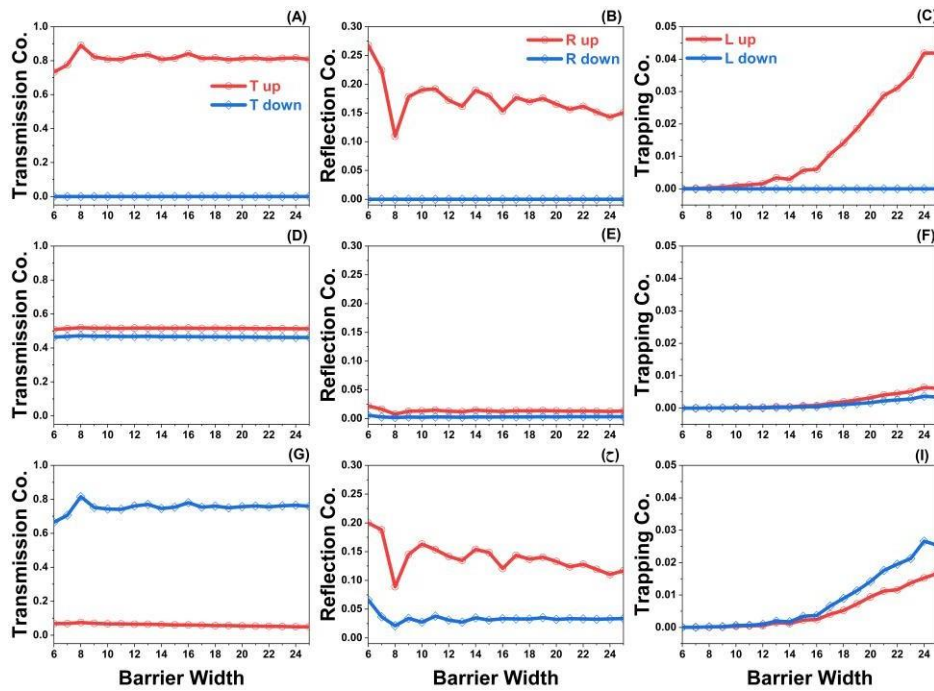 (A)
Transmission Co.
1.0
0.8
0.6
0.4
0.2
0.0
T up
T down
6 8 10 12 14 16 18 20 22 24
(B)
Reflection Co.
0.30
0.25
0.20
0.15
0.10
0.05
0.00
R up
R down
6 8 10 12 14 16 18 20 22 24
(C)
Trapping Co.
0.05
0.04
0.03
0.02
0.01
0.00
L up
L down
6 8 10 12 14 16 18 20 22 24
(D)
Transmission Co.
1.0
0.8
0.6
0.4
0.2
0.0
6 8 10 12 14 16 18 20 22 24
(E)
Reflection Co.
0.30
0.25
0.20
0.15
0.10
0.05
0.00
6 8 10 12 14 16 18 20 22 24
(F)
Trapping Co.
0.05
0.04
0.03
0.02
0.01
0.00
6 8 10 12 14 16 18 20 22 24
(G)
Transmission Co.
1.0
0.8
0.6
0.4
0.2
0.0
6 8 10 12 14 16 18 20 22 24
Barrier Width
(ج)
Reflection Co.
0.30
0.25
0.20
0.15
0.10
0.05
0.00
6 8 10 12 14 16 18 20 22 24
Barrier Width
(I)
Trapping Co.
0.05
0.04
0.03
0.02
0.01
0.00
6 8 10 12 14 16 18 20 22 24
Barrier Width